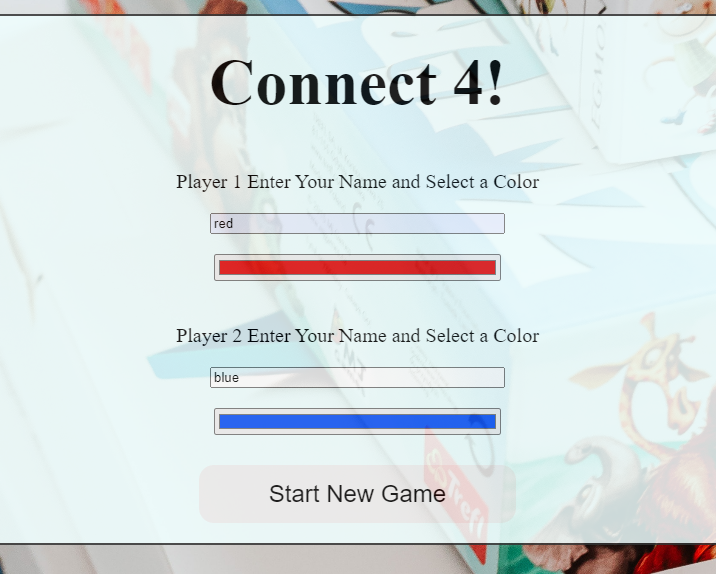 Connect 4!
Player 1 Enter Your Name and Select a Color
red
Player 2 Enter Your Name and Select a Color
blue
Start New Game